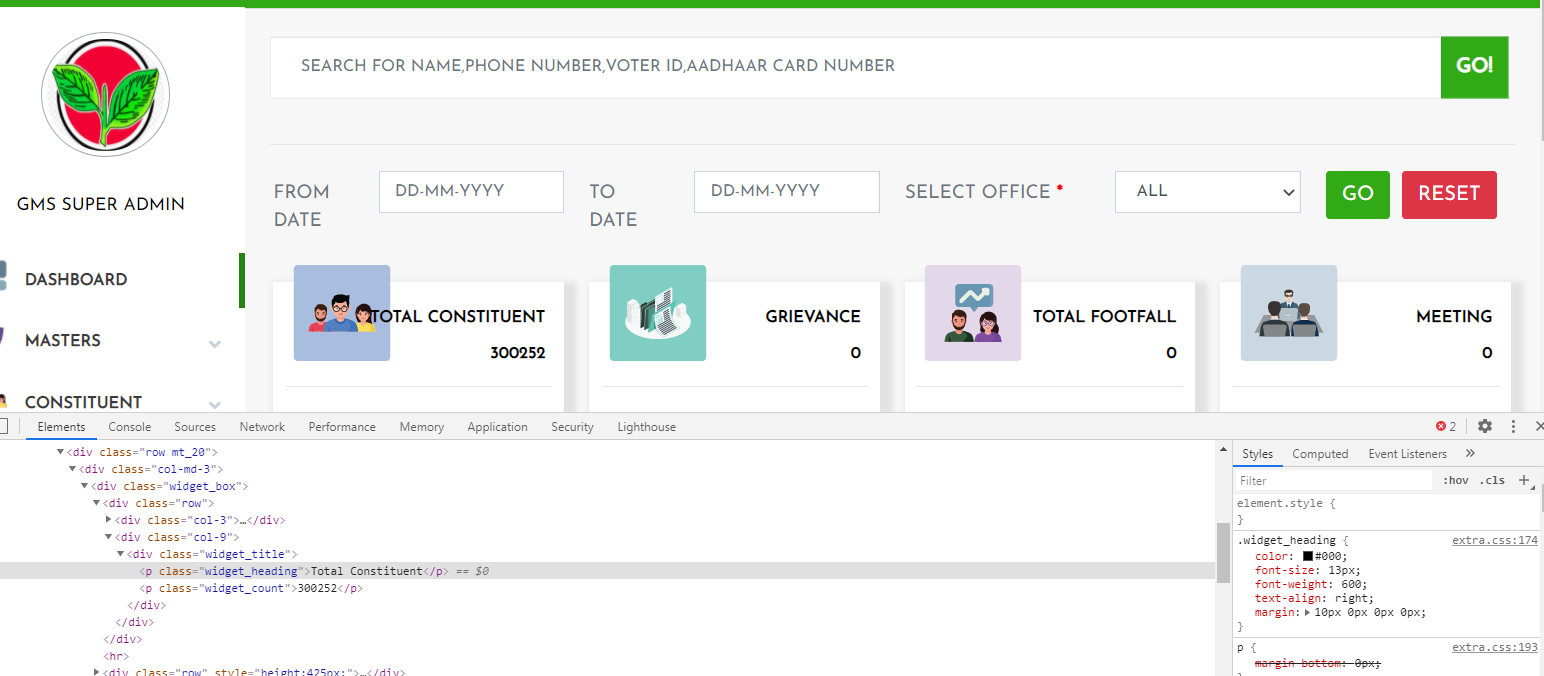 SEARCH FOR NAME,PHONE NUMBER,VOTER ID,AADHAAR CARD NUMBER
GO!
GMS SUPER ADMIN
DASHBOARD
MASTERS
CONSTITUENT
FROM DATE
DD-MM-YYYY
TO DATE
DD-MM-YYYY
SELECT OFFICE *
ALL
GO
RESET
TOTAL CONSTITUENT
300252
GRIEVANCE
0
TOTAL FOOTFALL
0
MEETING
0
Elements Console Sources Network Performance Memory Application Security Lighthouse 2
<div class="row mt_20">
<div class="col-md-3">
<div class="widget_box">
<div class="row">
<div class="col-3">…</div>
<div class="col-9">
<div class="widget_title">
<p class="widget_heading">Total Constituent</p> == $0
<p class="widget_count">300252</p>
</div>
</div>
</div>
<hr>
<div class="row" style="height:425px;">…</div>
Styles Computed Event Listeners »
Filter :hov .cls +
element.style {
}
.widget_heading { extra.css:174
color: #000;
font-size: 13px;
font-weight: 600;
text-align: right;
margin: 10px 0px 0px 0px;
}
p { extra.css:193
margin-bottom: 0px;
}